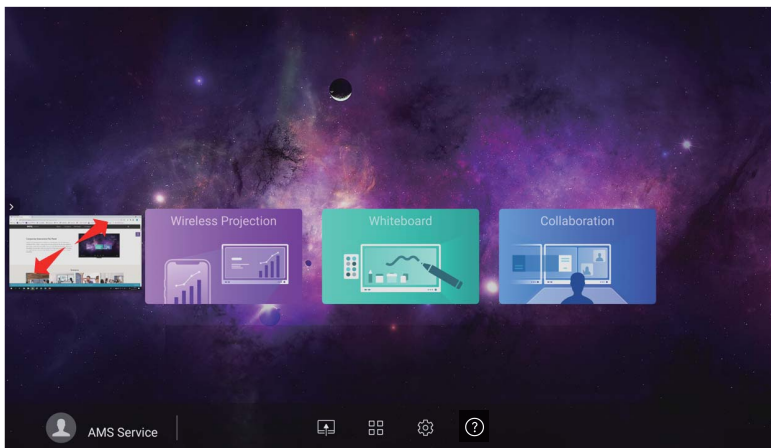 Wireless Projection
Whiteboard
Collaboration
AMS Service
?